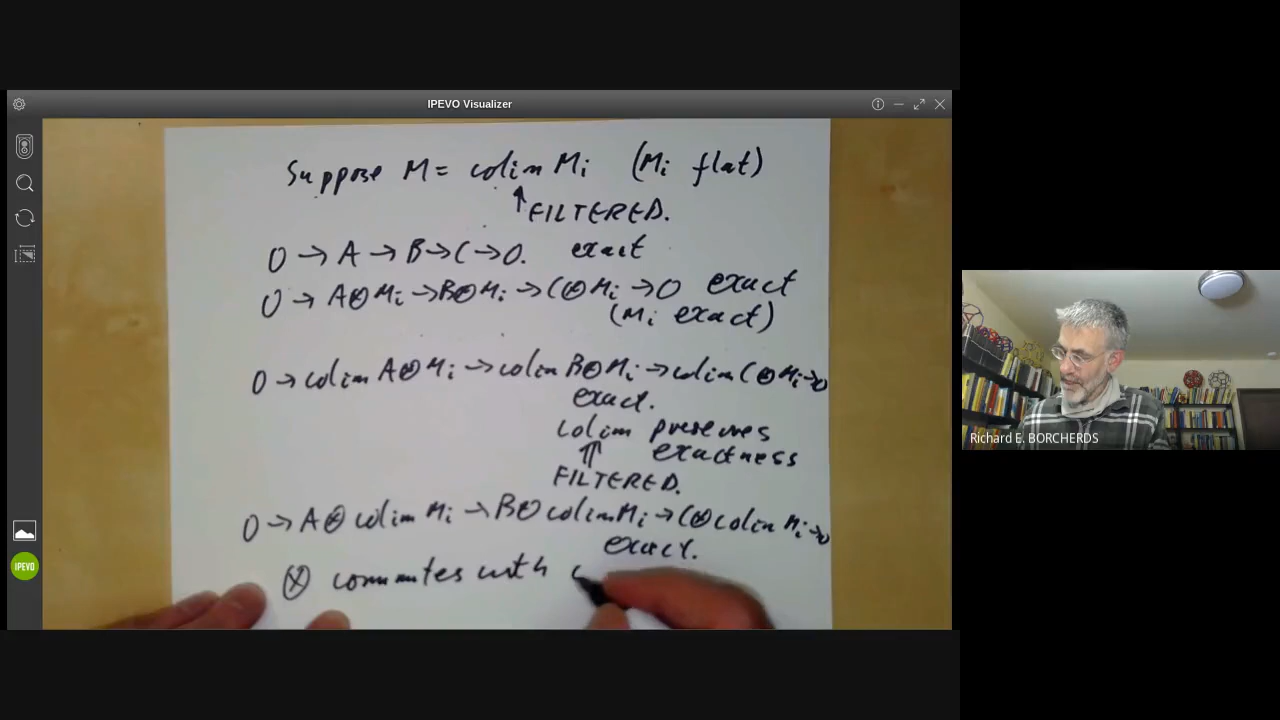 IPEVO Visualizer
Suppose M = colim Mi (Mi flat)
↑ FILTERED.
0 → A → B → C → 0. exact
0 → A⊗Mi → B⊗Mi → C⊗Mi → 0 exact
(Mi exact)
0 → colim A⊗Mi → colim B⊗Mi → colim C⊗Mi → 0
exact.
colim preserves
⇑ exactness
FILTERED.
0 → A⊗colim Mi → B⊗colim Mi → C⊗colim Mi → 0
exact.
⊗ commutes with c
Richard E. BORCHERDS
IPEVO